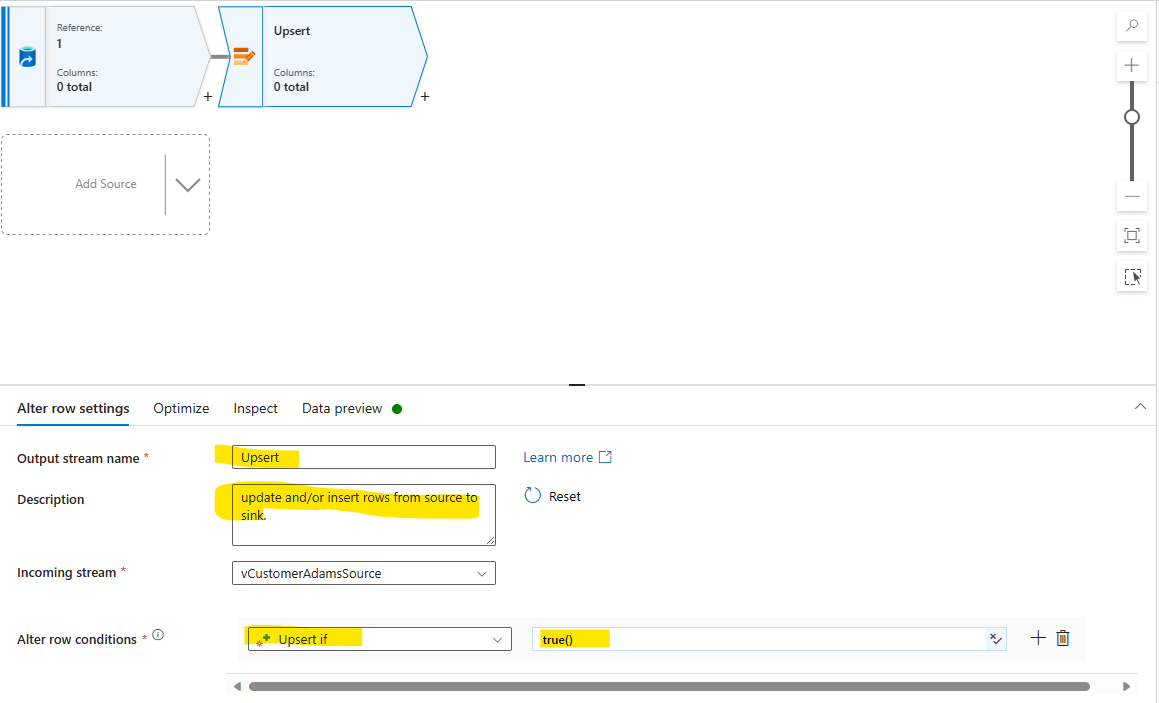 Reference:
1
Columns:
0 total
+
Upsert
Columns:
0 total
+
Add Source
Alter row settings
Optimize
Inspect
Data preview
Output stream name *
Upsert
Learn more
Description
update and/or insert rows from source to
sink.
Reset
Incoming stream *
vCustomerAdamsSource
Alter row conditions *
Upsert if
true()